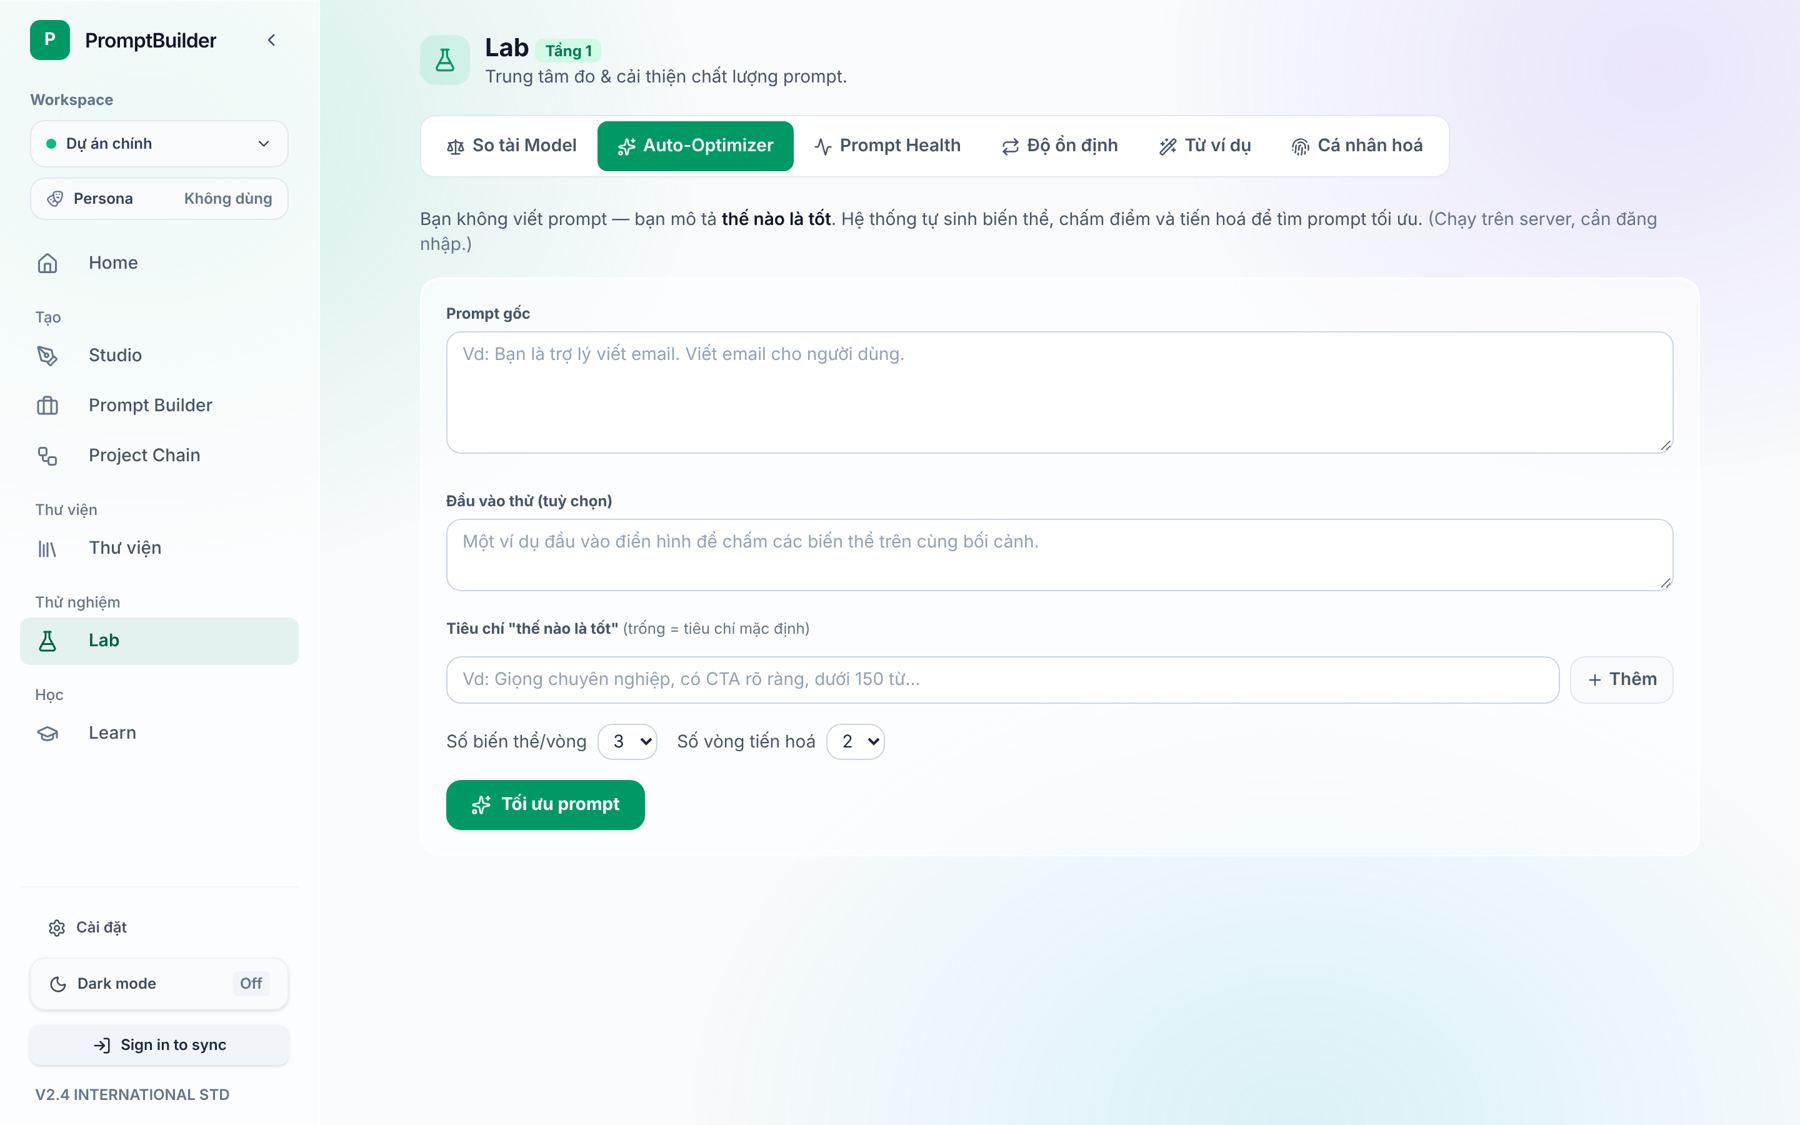 P
PromptBuilder
Workspace
Dự án chính
Persona
Không dùng
Home
Tạo
Studio
Prompt Builder
Project Chain
Thư viện
Thư viện
Thử nghiệm
Lab
Học
Learn
Cài đặt
Dark mode
Off
Sign in to sync
V2.4 INTERNATIONAL STD
Lab
Tầng 1
Trung tâm đo & cải thiện chất lượng prompt.
So tài Model
Auto-Optimizer
Prompt Health
Độ ổn định
Từ ví dụ
Cá nhân hoá
Bạn không viết prompt — bạn mô tả thế nào là tốt. Hệ thống tự sinh biến thể, chấm điểm và tiến hoá để tìm prompt tối ưu. (Chạy trên server, cần đăng
nhập.)
Prompt gốc
Vd: Bạn là trợ lý viết email. Viết email cho người dùng.
Đầu vào thử (tuỳ chọn)
Một ví dụ đầu vào điển hình để chấm các biến thể trên cùng bối cảnh.
Tiêu chí "thế nào là tốt" (trống = tiêu chí mặc định)
Vd: Giọng chuyên nghiệp, có CTA rõ ràng, dưới 150 từ...
Thêm
Số biến thể/vòng
3
Số vòng tiến hoá
2
Tối ưu prompt